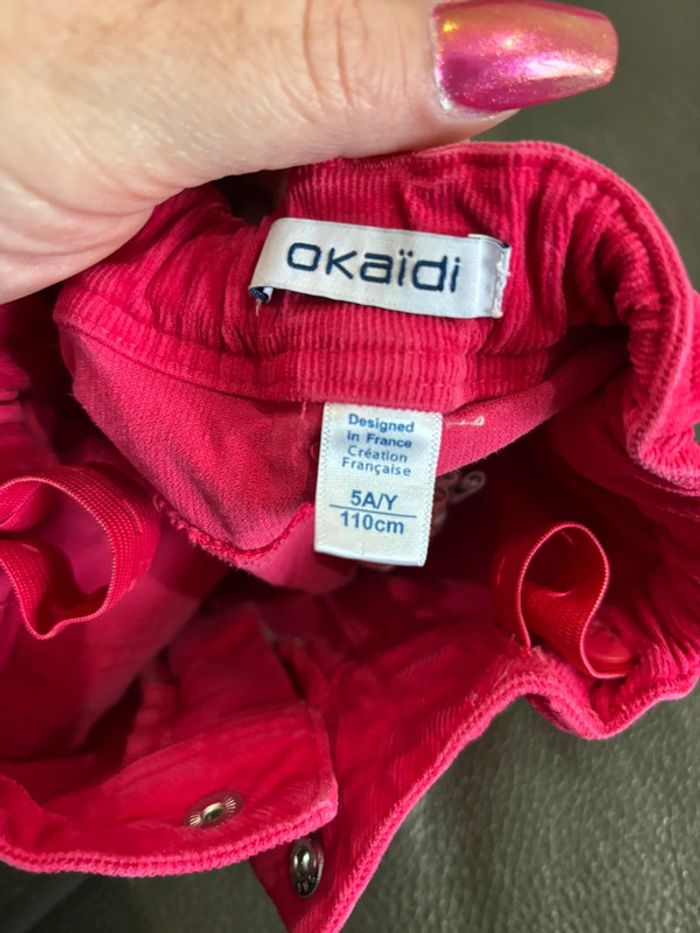 oKaïdi
Designed
in France
Création
Française
5A/Y
110cm